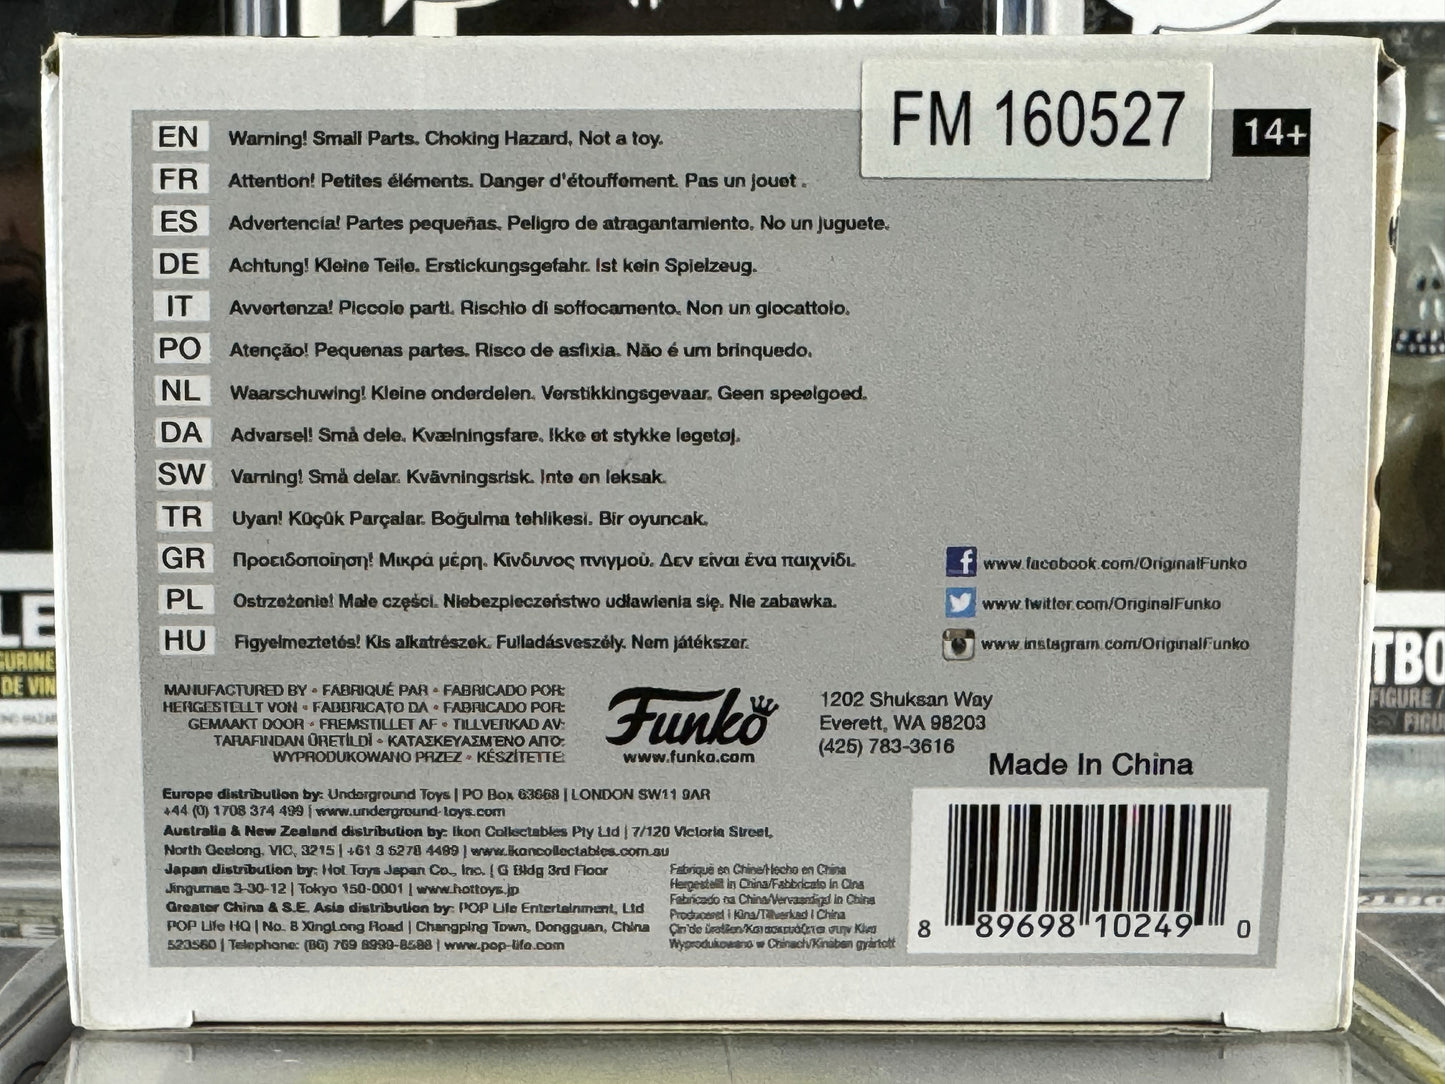 FM 160527
14+
EN Warning! Small Parts. Choking Hazard, Not a toy.
FR Attention! Petites éléments. Danger d'étouffement. Pas un jouet .
ES Advertencia! Partes pequeñas. Peligro de atragantamiento. No un juguete.
DE Achtung! Kleine Teile. Erstickungsgefahr. Ist kein Spielzeug.
IT Avvertenza! Piccole parti. Rischio di soffocamento. Non un giocattolo.
PO Atenção! Pequenas partes. Risco de asfixia. Não é um brinquedo.
NL Waarschuwing! Kleine onderdelen. Verstikkingsgevaar. Geen speelgoed.
DA Advarsel! Små dele. Kvælningsfare. Ikke et stykke legetøj.
SW Varning! Små delar. Kvävningsrisk. Inte en leksak.
TR Uyan! Küçük Parçalar. Boğulma tehlikesi. Bir oyuncak.
GR Προειδοποίηση! Μικρά μέρη. Κίνδυνος πνιγμού. Δεν είναι ένα παιχνίδι.
PL Ostrzeżenie! Małe części. Niebezpieczeństwo udławienia się. Nie zabawka.
HU Figyelmeztetés! Kis alkatrészek. Fulladásveszély. Nem játékszer.
www.facebook.com/OriginalFunko
www.twitter.com/OriginalFunko
www.instagram.com/OriginalFunko
MANUFACTURED BY • FABRIQUÉ PAR • FABRICADO POR:
HERGESTELLT VON • FABBRICATO DA • FABRICADO POR:
GEMAAKT DOOR • FREMSTILLET AF • TILLVERKAD AV:
TARAFINDAN ÜRETİLDİ • ΚΑΤΑΣΚΕΥΑΣΜΈΝΟ ΑΠΌ:
WYPRODUKOWANO PRZEZ • KÉSZÍTETTE:
Funko
www.funko.com
1202 Shuksan Way
Everett, WA 98203
(425) 783-3616
Made In China
Europe distribution by: Underground Toys | PO Box 63668 | LONDON SW11 9AR
+44 (0) 1708 374 499 | www.underground-toys.com
Australia & New Zealand distribution by: Ikon Collectables Pty Ltd | 7/120 Victoria Street,
North Geelong, VIC, 3215 | +61 3 5278 4499 | www.ikoncollectables.com.au
Japan distribution by: Hot Toys Japan Co., Inc. | G Bldg 3rd Floor
Jingumae 3-30-12 | Tokyo 150-0001 | www.hottoys.jp
Greater China & S.E. Asia distribution by: POP Life Entertainment, Ltd
POP Life HQ | No. 8 XingLong Road | Changping Town, Dongguan, China
523560 | Telephone: (86) 769 8999-8588 | www.pop-life.com
Fabriqué en Chine/Hecho en China
Hergestellt in China/Fabbricato in Cina
Fabricado na China/Vervaardigd in China
Produceret i Kina/Tillverkad i China
Çin'de üretilen/Κατασκευάζεται στην Κίνα
Wyprodukowano w Chinach/Kínában gyártott
8 89698 10249 0